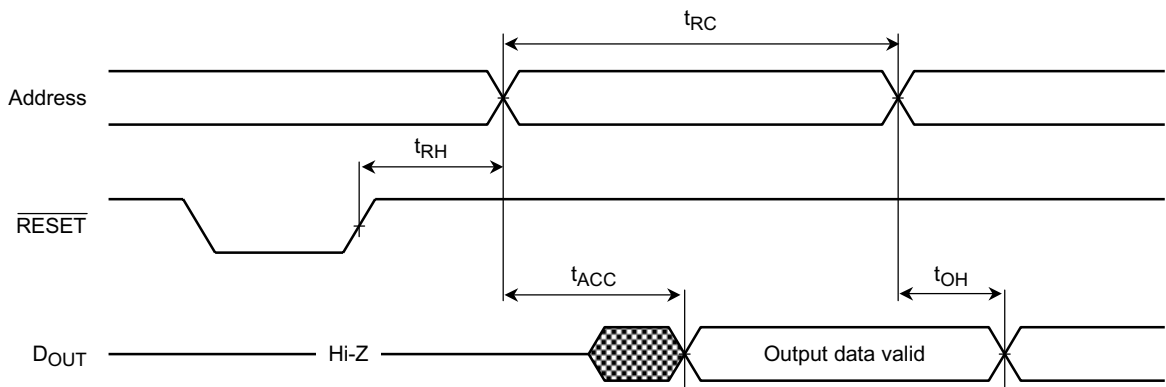 tRC
Address
tRH
RESET
tACC
tOH
DOUT
Hi-Z
Output data valid